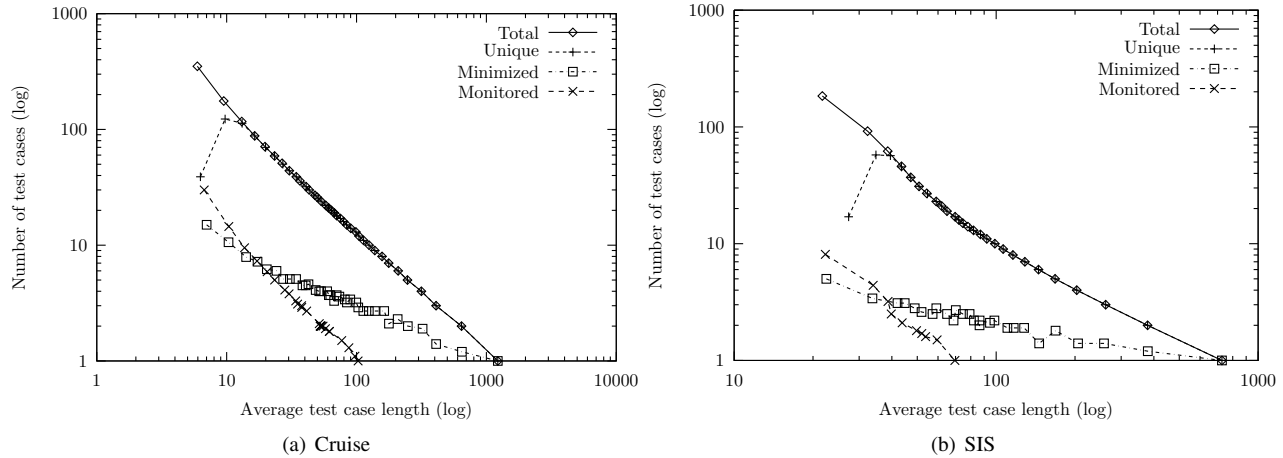 1000
100
10
1
Number of test cases (log)
Total
Unique
Minimized
Monitored
1 10 100 1000 10000
Average test case length (log)
(a) Cruise
1000
100
10
1
Number of test cases (log)
Total
Unique
Minimized
Monitored
10 100 1000
Average test case length (log)
(b) SIS